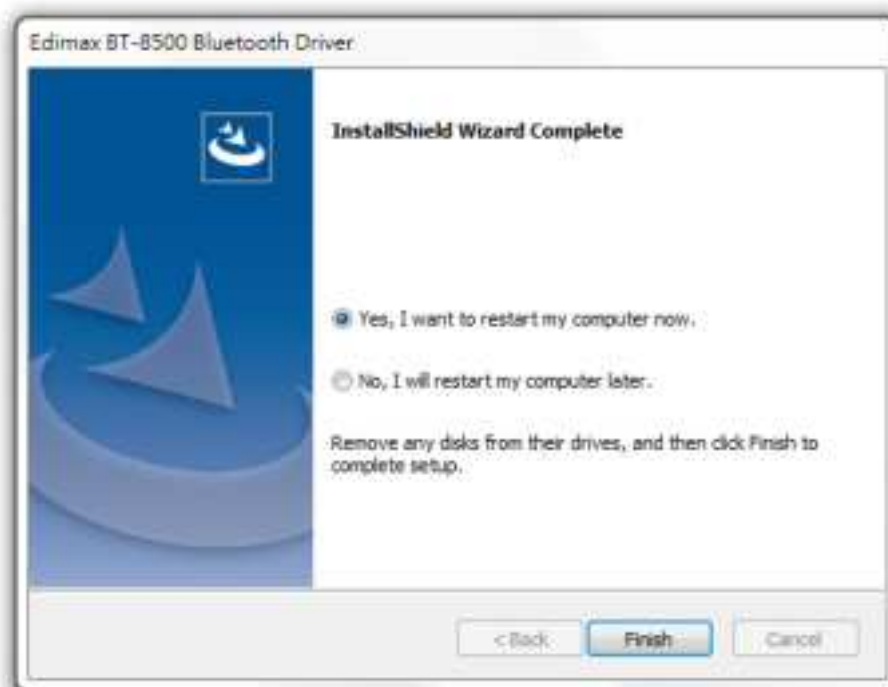 Edimax BT-8500 Bluetooth Driver
InstallShield Wizard Complete
Yes, I want to restart my computer now.
No, I will restart my computer later.
Remove any disks from their drives, and then click Finish to
complete setup.
< Back
Finish
Cancel